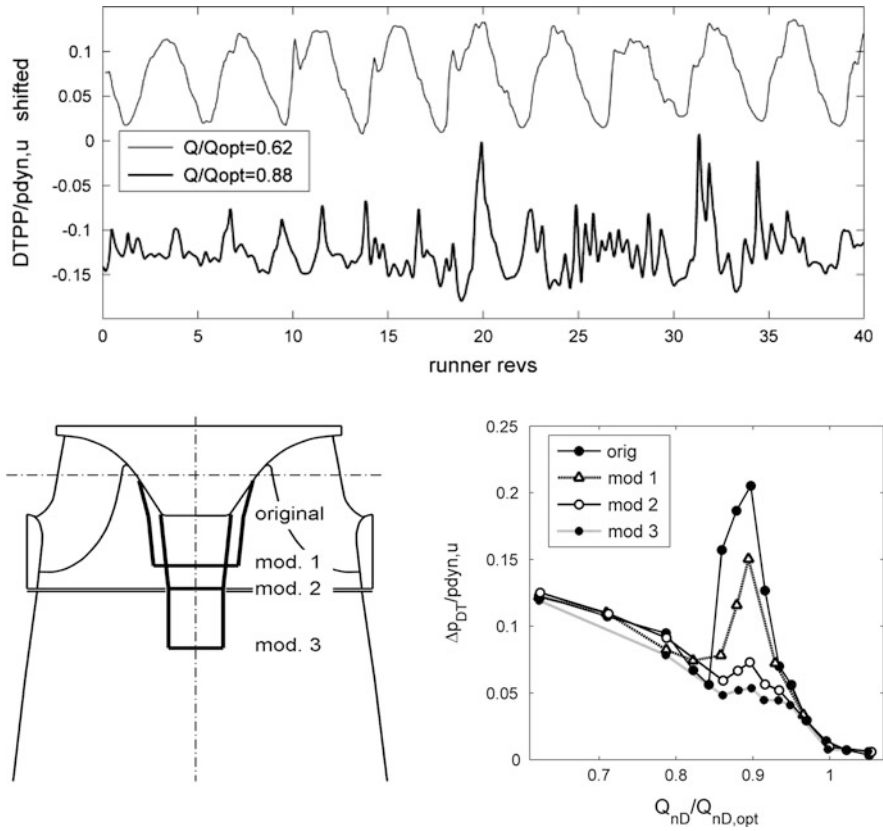 DTPP/pdyn,u shifted
0.1
0.05
0
-0.05
-0.1
-0.15
Q/Qopt=0.62
Q/Qopt=0.88
0 5 10 15 20 25 30 35 40
runner revs
original
mod. 1
mod. 2
mod. 3
Δp_DT/pdyn,u
0.25
0.2
0.15
0.1
0.05
0
orig
mod 1
mod 2
mod 3
0.7 0.8 0.9 1
Q_nD/Q_nD,opt